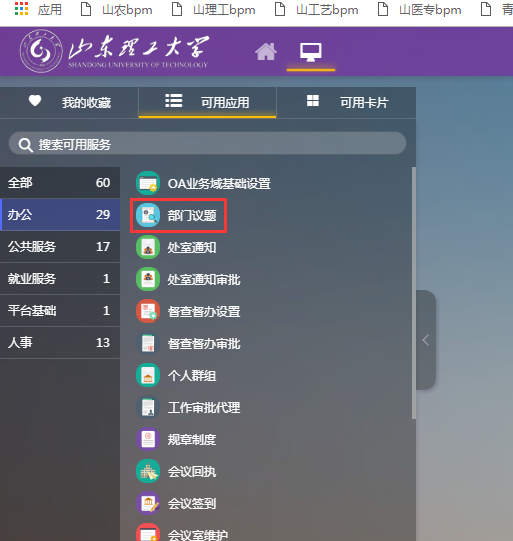 应用 山农bpm 山理工bpm 山工艺bpm 山医专bpm 青
山东理工大学
SHANDONG UNIVERSITY OF TECHNOLOGY
我的收藏 可用应用 可用卡片
搜索可用服务
全部 60
办公 29
公共服务 17
就业服务 1
平台基础 1
人事 13
OA业务域基础设置
部门议题
处室通知
处室通知审批
督查督办设置
督查督办审批
个人群组
工作审批代理
规章制度
会议回执
会议签到
会议室维护